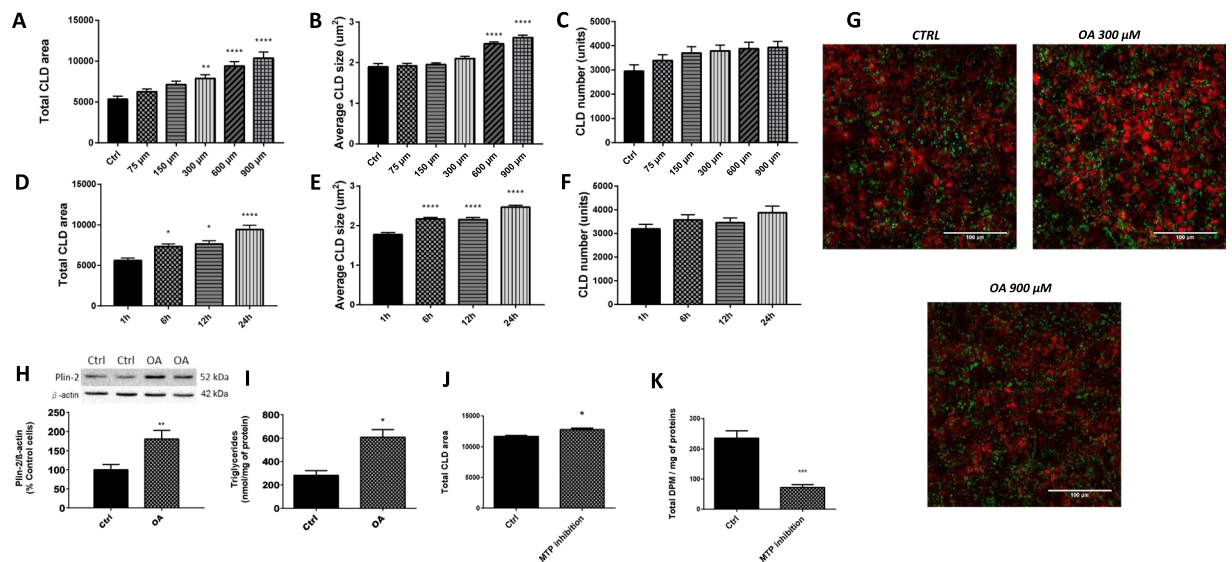 A
Total CLD area
15000
10000
5000
0
**
****
****
Ctrl
75 µm
150 µm
300 µm
600 µm
900 µm
B
Average CLD size (um²)
3
2
1
0
****
****
Ctrl
75 µm
150 µm
300 µm
600 µm
900 µm
C
CLD number (units)
5000
4000
3000
2000
1000
0
Ctrl
75 µm
150 µm
300 µm
600 µm
900 µm
D
Total CLD area
15000
10000
5000
0
*
*
****
1h
6h
12h
24h
E
Average CLD size (um²)
3
2
1
0
****
****
****
1h
6h
12h
24h
F
CLD number (units)
5000
4000
3000
2000
1000
0
1h
6h
12h
24h
G
CTRL
100 µm
OA 300 µM
100 µm
OA 900 µM
100 µm
H
Ctrl Ctrl OA OA
Plin-2 52 kDa
β-actin 42 kDa
Plin-2/ß-actin
(% Control cells)
250
200
150
100
50
0
**
Ctrl
OA
I
Triglycerides
(nmol/mg of protein)
800
600
400
200
0
*
Ctrl
OA
J
Total CLD area
15000
10000
5000
0
*
Ctrl
MTP inhibition
K
Total DPM / mg of proteins
300
200
100
0
***
Ctrl
MTP inhibition